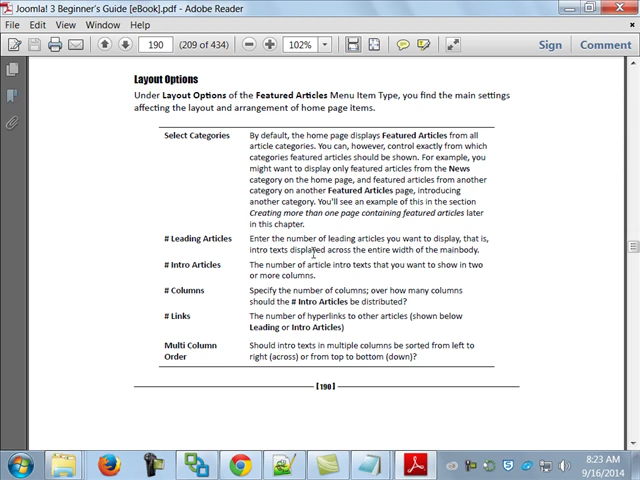 Joomla! 3 Beginner's Guide [eBook].pdf - Adobe Reader
File Edit View Window Help
190 (209 of 434) 102% Sign Comment
Layout Options
Under Layout Options of the Featured Articles Menu Item Type, you find the main settings
affecting the layout and arrangement of home page items.
Select Categories By default, the home page displays Featured Articles from all
article categories. You can, however, control exactly from which
categories featured articles should be shown. For example, you
might want to display only featured articles from the News
category on the home page, and featured articles from another
category on another Featured Articles page, introducing
another category. You'll see an example of this in the section
Creating more than one page containing featured articles later
in this chapter.
# Leading Articles Enter the number of leading articles you want to display, that is,
intro texts displayed across the entire width of the mainbody.
# Intro Articles The number of article intro texts that you want to show in two
or more columns.
# Columns Specify the number of columns; over how many columns
should the # Intro Articles be distributed?
# Links The number of hyperlinks to other articles (shown below
Leading or Intro Articles)
Multi Column Should intro texts in multiple columns be sorted from left to
Order right (across) or from top to bottom (down)?
[ 190 ]
8:23 AM
9/16/2014